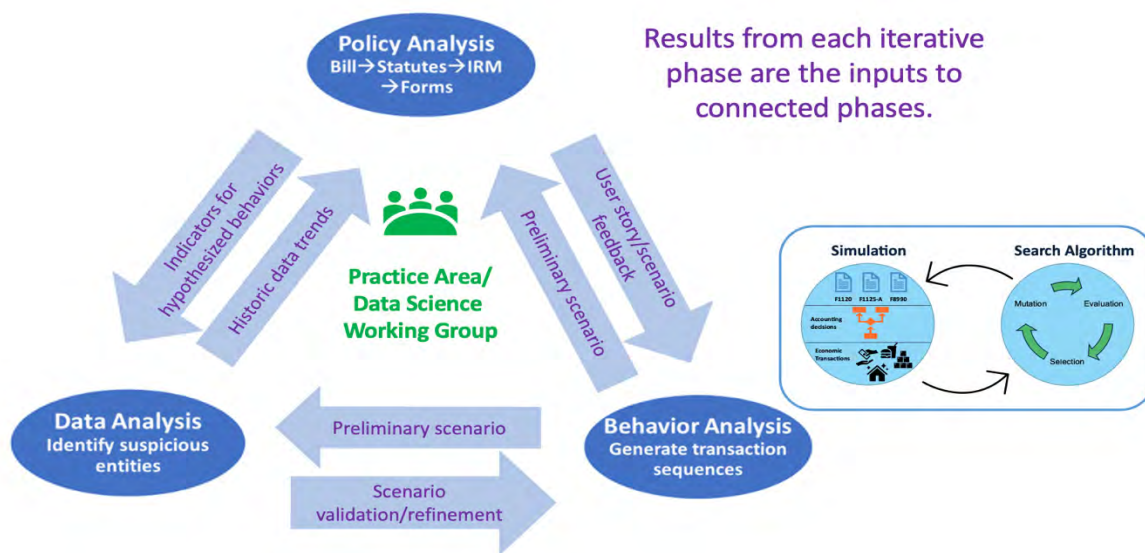 Policy Analysis
Bill→Statutes→IRM
→Forms
Results from each iterative
phase are the inputs to
connected phases.
Indicators for
hypothesized behaviors
Historic data trends
Practice Area/
Data Science
Working Group
Preliminary scenario
User story/scenario
feedback
Simulation
F1120
F1125-A
F8990
Accounting
decisions
Economic
Transactions
Search Algorithm
Mutation
Evaluation
Selection
Data Analysis
Identify suspicious
entities
Preliminary scenario
Scenario
validation/refinement
Behavior Analysis
Generate transaction
sequences